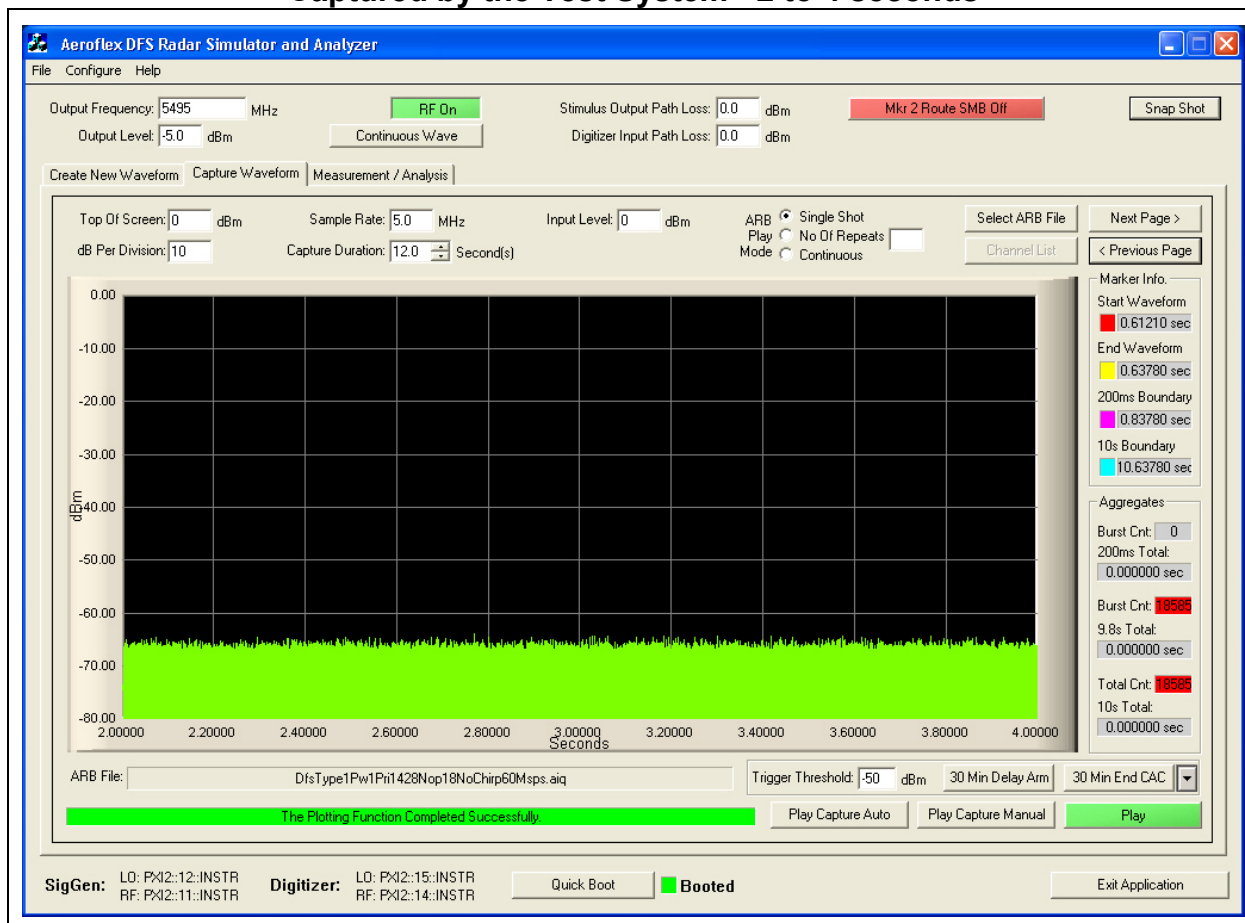 Captured by the Test System - 2 to 4 seconds
Aeroflex DFS Radar Simulator and Analyzer
File Configure Help
Output Frequency: 5495 MHz RF On Stimulus Output Path Loss: 0.0 dBm Mkr 2 Route SMB Off Snap Shot
Output Level: -5.0 dBm Continuous Wave Digitizer Input Path Loss: 0.0 dBm
Create New Waveform Capture Waveform Measurement / Analysis
Top Of Screen: 0 dBm Sample Rate: 5.0 MHz Input Level: 0 dBm ARB Play Mode Single Shot Select ARB File Next Page >
No Of Repeats
dB Per Division: 10 Capture Duration: 12.0 Second(s) Continuous Channel List < Previous Page
0.00
-10.00
-20.00
-30.00
-40.00
-50.00
-60.00
-70.00
-80.00
dBm
2.00000 2.20000 2.40000 2.60000 2.80000 3.00000 3.20000 3.40000 3.60000 3.80000 4.00000
Seconds
Marker Info.
Start Waveform
0.61210 sec
End Waveform
0.63780 sec
200ms Boundary
0.83780 sec
10s Boundary
10.63780 sec
Aggregates
Burst Cnt: 0
200ms Total:
0.000000 sec
Burst Cnt: 18585
9.8s Total:
0.000000 sec
Total Cnt: 18585
10s Total:
0.000000 sec
ARB File: DfsType1Pw1Pri1428Nop18NoChirp60Msps.aiq Trigger Threshold: -50 dBm 30 Min Delay Arm 30 Min End CAC
The Plotting Function Completed Successfully. Play Capture Auto Play Capture Manual Play
SigGen: LO: PXI2::12::INSTR Digitizer: LO: PXI2::15::INSTR Quick Boot Booted Exit Application
RF: PXI2::11::INSTR RF: PXI2::14::INSTR